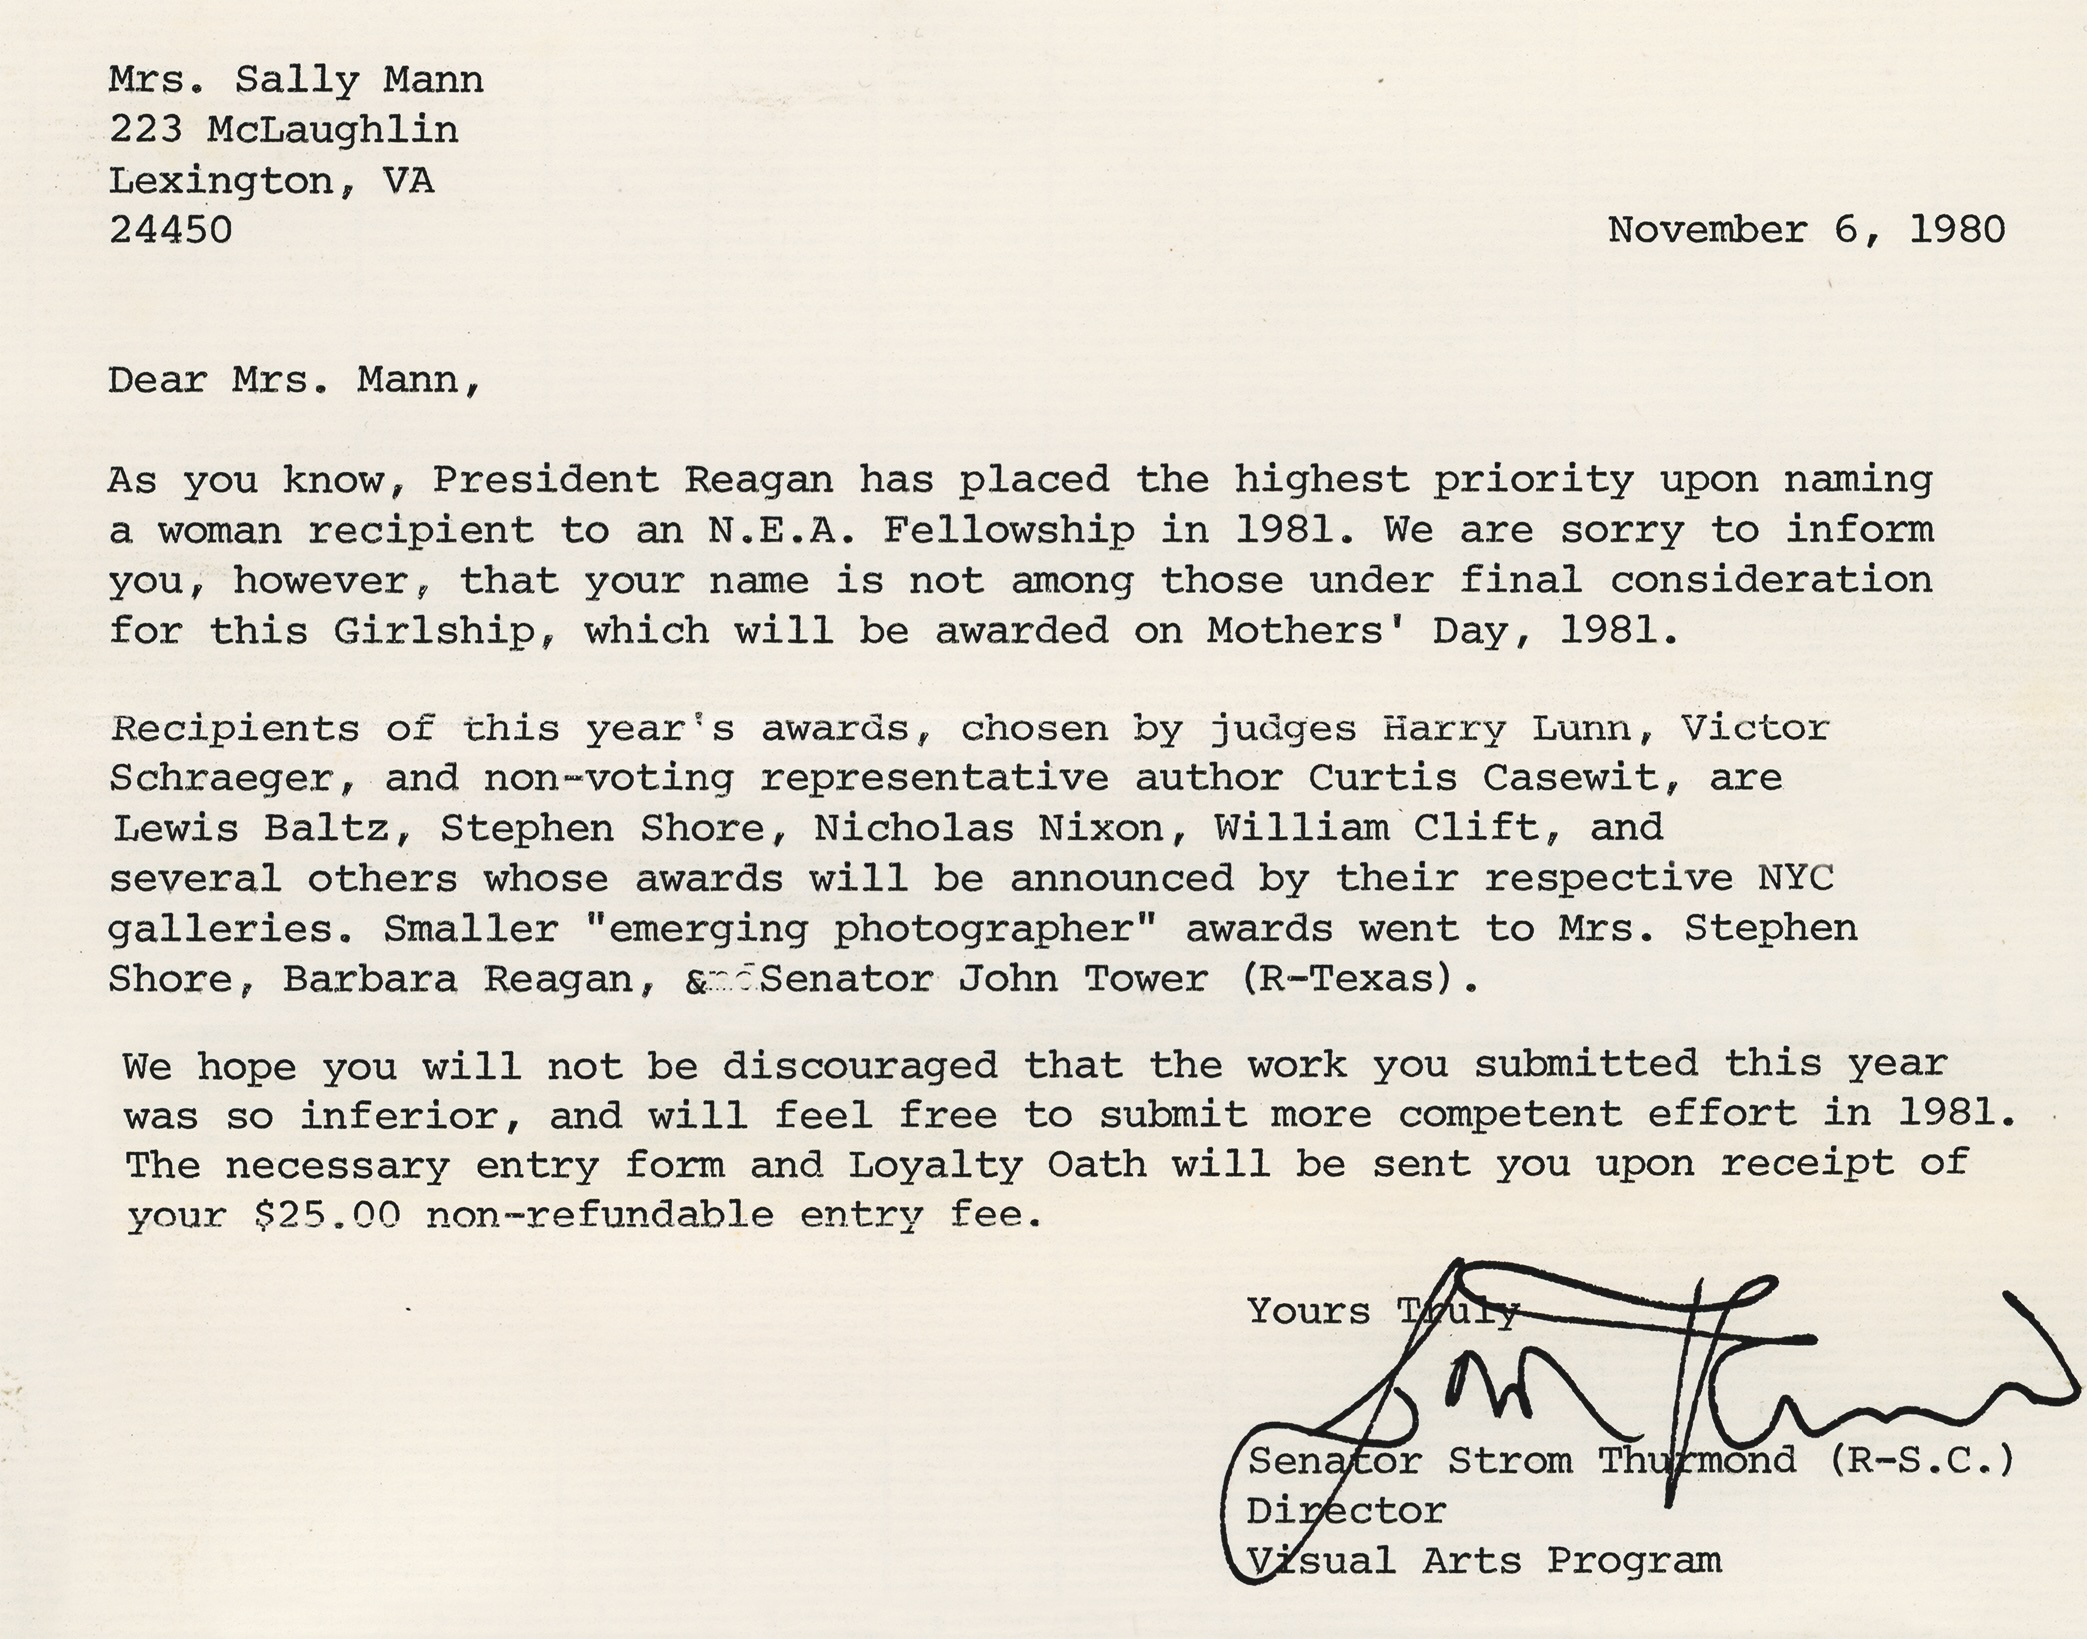 Mrs. Sally Mann
223 McLaughlin
Lexington, VA
24450
November 6, 1980
Dear Mrs. Mann,
As you know, President Reagan has placed the highest priority upon naming
a woman recipient to an N.E.A. Fellowship in 1981. We are sorry to inform
you, however, that your name is not among those under final consideration
for this Girlship, which will be awarded on Mothers' Day, 1981.
Recipients of this year's awards, chosen by judges Harry Lunn, Victor
Schraeger, and non-voting representative author Curtis Casewit, are
Lewis Baltz, Stephen Shore, Nicholas Nixon, William Clift, and
several others whose awards will be announced by their respective NYC
galleries. Smaller "emerging photographer" awards went to Mrs. Stephen
Shore, Barbara Reagan, & Senator John Tower (R-Texas).
We hope you will not be discouraged that the work you submitted this year
was so inferior, and will feel free to submit more competent effort in 1981.
The necessary entry form and Loyalty Oath will be sent you upon receipt of
your $25.00 non-refundable entry fee.
Yours Truly
Senator Strom Thurmond (R-S.C.)
Director
Visual Arts Program